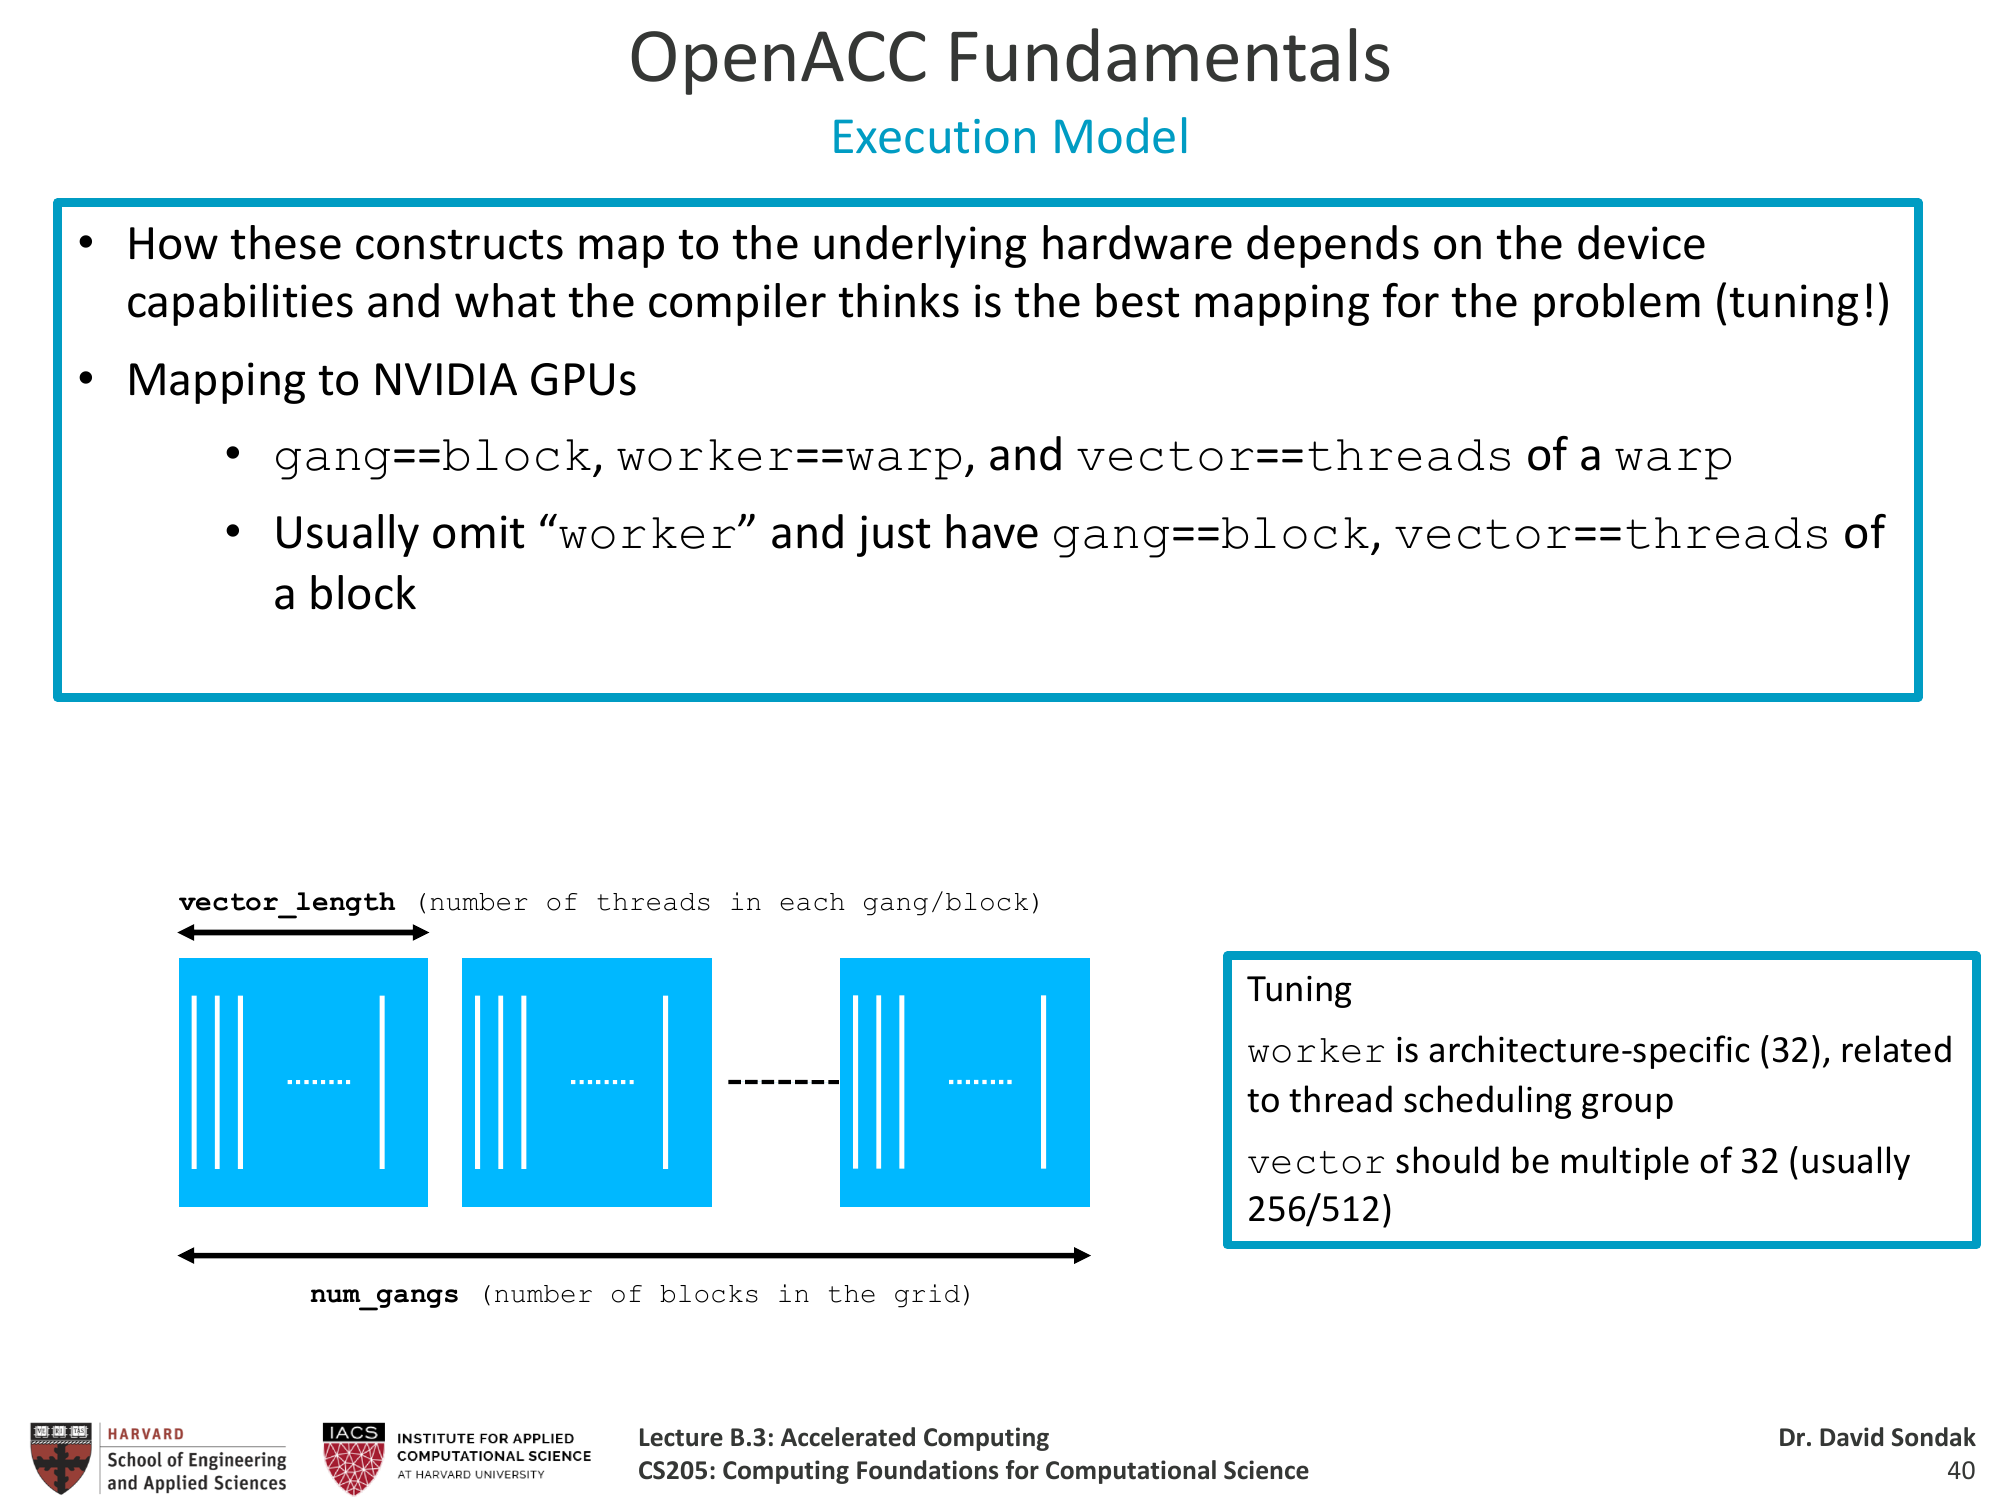 OpenACC Fundamentals
Execution Model
• How these constructs map to the underlying hardware depends on the device
capabilities and what the compiler thinks is the best mapping for the problem (tuning!)
• Mapping to NVIDIA GPUs
• gang==block, worker==warp, and vector==threads of a warp
• Usually omit “worker” and just have gang==block, vector==threads of
a block
vector_length (number of threads in each gang/block)
num_gangs (number of blocks in the grid)
Tuning
worker is architecture-specific (32), related
to thread scheduling group
vector should be multiple of 32 (usually
256/512)
HARVARD
School of Engineering
and Applied Sciences
IACS
INSTITUTE FOR APPLIED
COMPUTATIONAL SCIENCE
AT HARVARD UNIVERSITY
Lecture B.3: Accelerated Computing
CS205: Computing Foundations for Computational Science
Dr. David Sondak
40